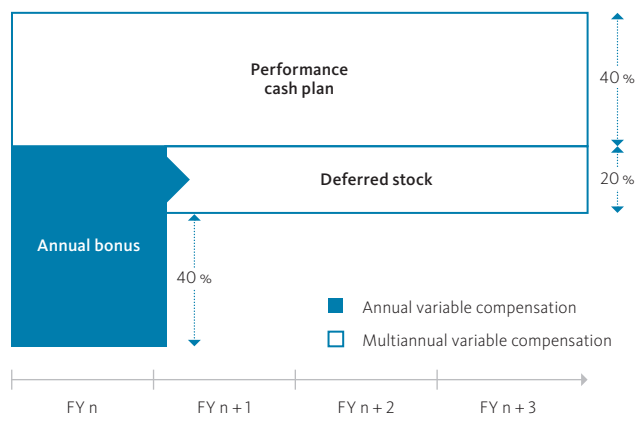 Performance
cash plan
40 %
Deferred stock
20 %
Annual bonus
40 %
Annual variable compensation
Multiannual variable compensation
FY n
FY n + 1
FY n + 2
FY n + 3